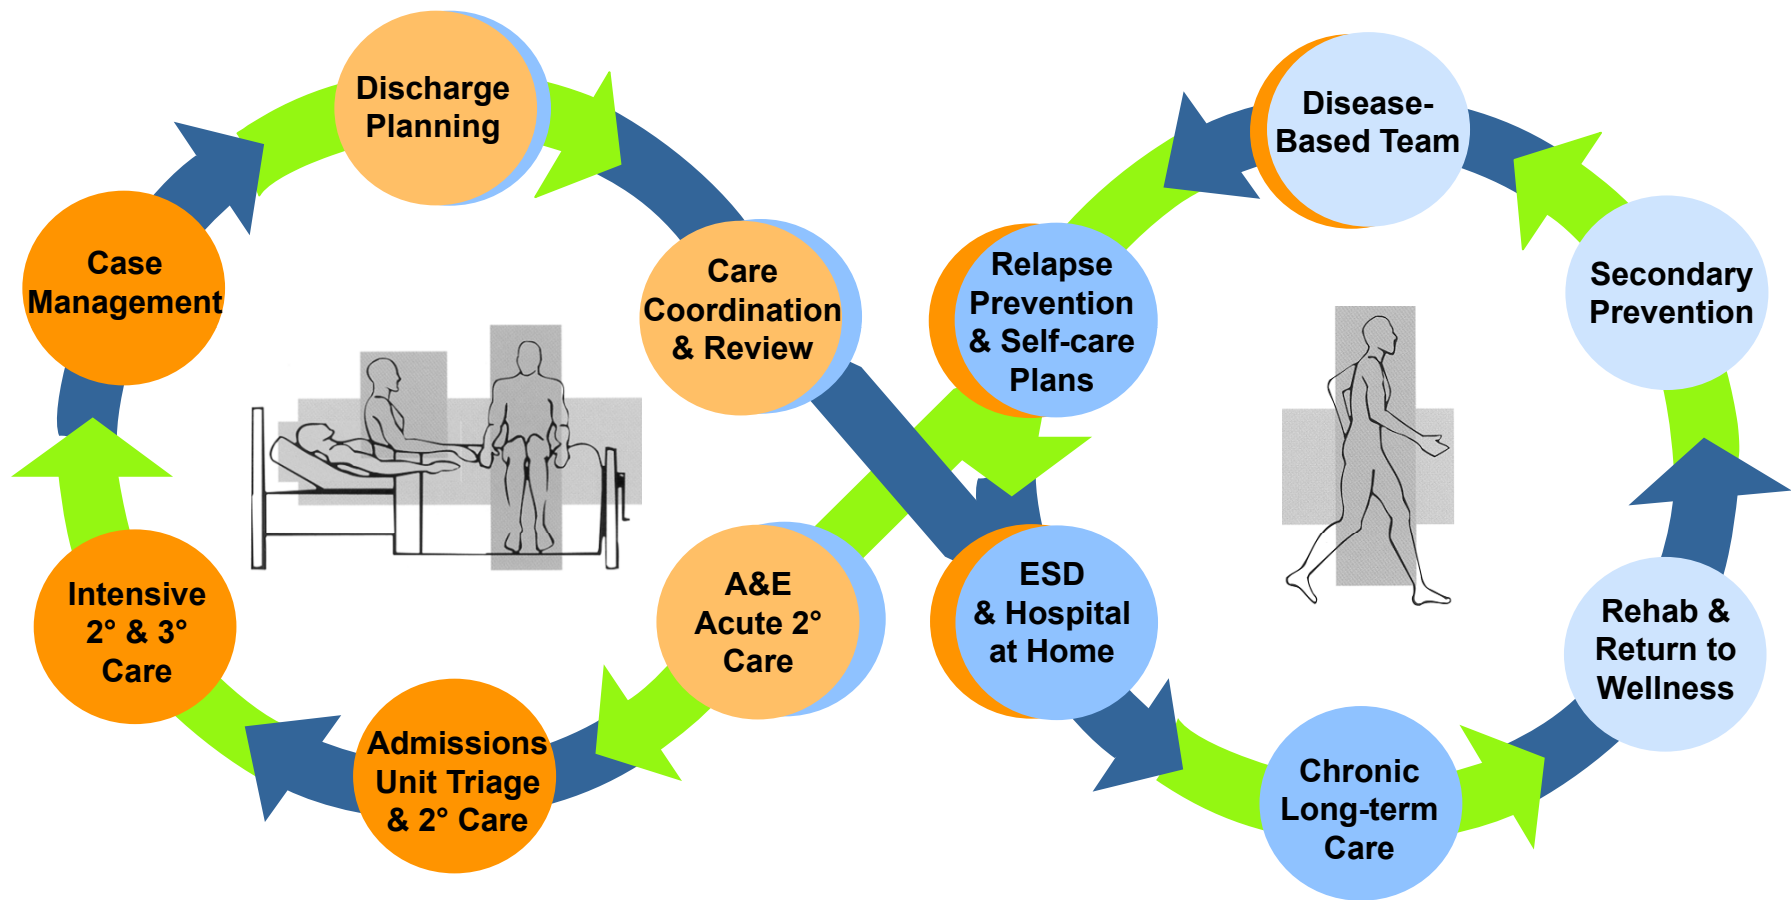 Discharge
Planning
Case
Management
Care
Coordination
& Review
A&E
Acute 2°
Care
Admissions
Unit Triage
& 2° Care
Intensive
2° & 3°
Care
Disease-
Based Team
Relapse
Prevention
& Self-care
Plans
Secondary
Prevention
ESD
& Hospital
at Home
Rehab &
Return to
Wellness
Chronic
Long-term
Care